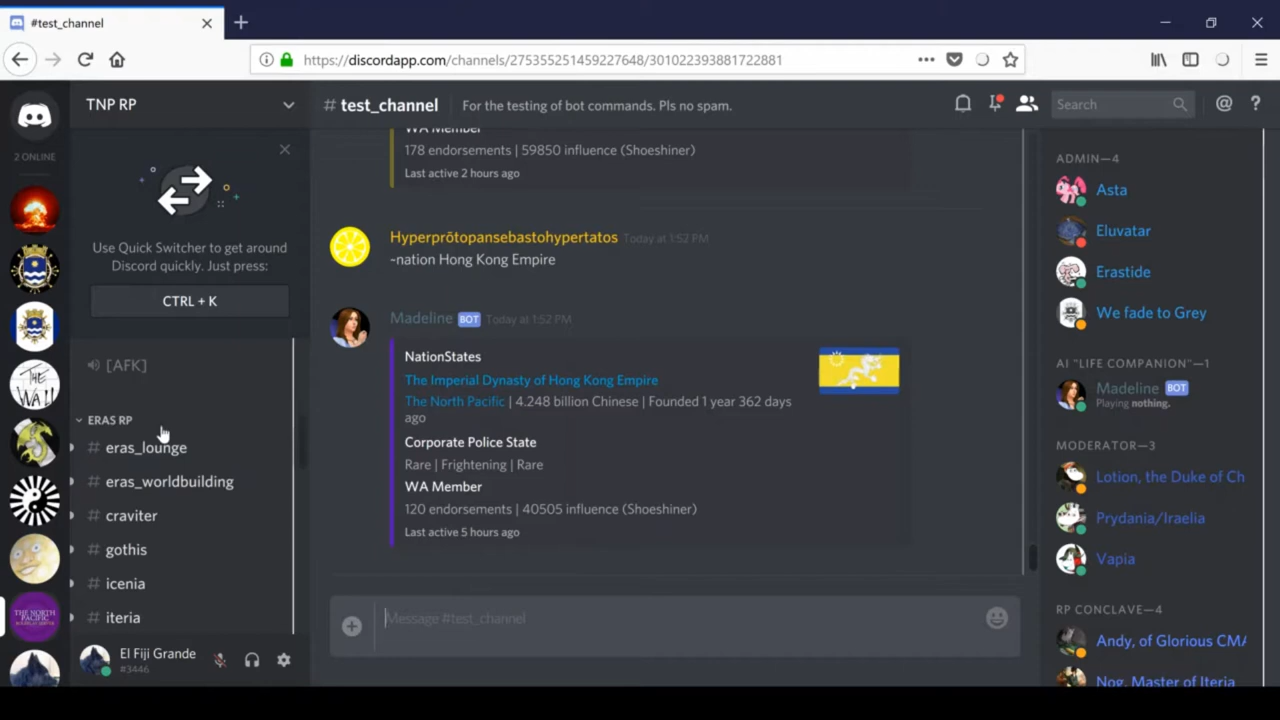 #test_channel
https://discordapp.com/channels/275355251459227648/301022393881722881
TNP RP
# test_channel
For the testing of bot commands. Pls no spam.
Search
2 ONLINE
THE WALL
THE NORTH PACIFIC
Use Quick Switcher to get around
Discord quickly. Just press:
CTRL + K
[AFK]
ERAS RP
# eras_lounge
# eras_worldbuilding
# craviter
# gothis
# icenia
# iteria
El Fiji Grande
#3446
WA Member
178 endorsements | 59850 influence (Shoeshiner)
Last active 2 hours ago
Hyperprōtopansebastohypertatos Today at 1:52 PM
~nation Hong Kong Empire
Madeline BOT Today at 1:52 PM
NationStates
The Imperial Dynasty of Hong Kong Empire
The North Pacific | 4.248 billion Chinese | Founded 1 year 362 days
ago
Corporate Police State
Rare | Frightening | Rare
WA Member
120 endorsements | 40505 influence (Shoeshiner)
Last active 5 hours ago
Message #test_channel
ADMIN—4
Asta
Eluvatar
Erastide
We fade to Grey
AI "LIFE COMPANION"—1
Madeline BOT
Playing nothing.
MODERATOR—3
Lotion, the Duke of Ch
Prydania/Iraelia
Vapia
RP CONCLAVE—4
Andy, of Glorious CMA
Nog, Master of Iteria